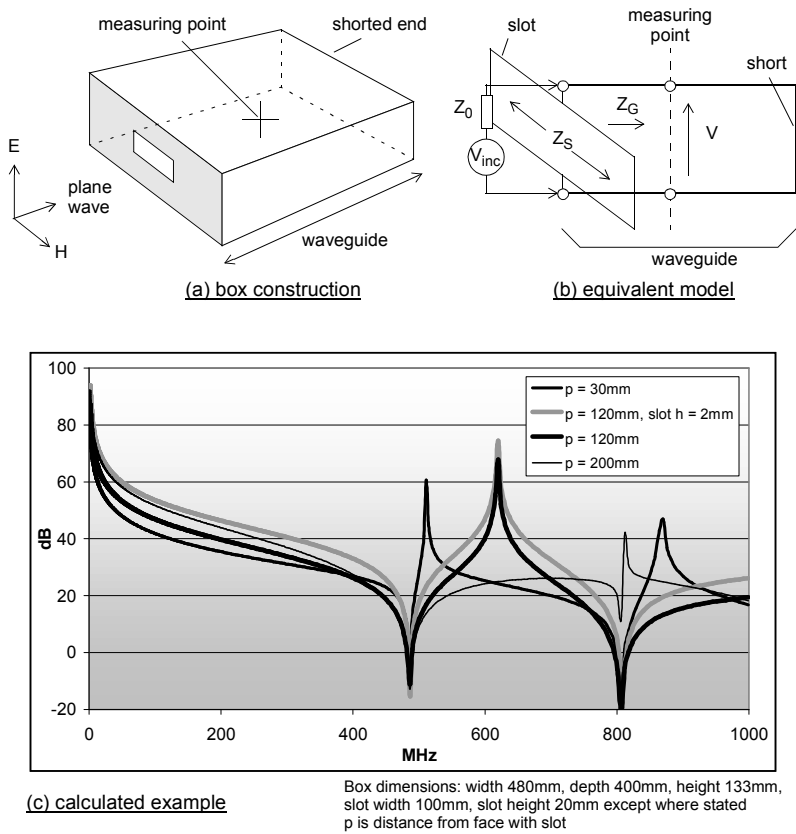 measuring point
shorted end
E
plane
wave
H
waveguide
(a) box construction
slot
measuring
point
short
Z0
ZG
ZS
Vinc
V
waveguide
(b) equivalent model
100
80
60
40
20
0
-20
dB
p = 30mm
p = 120mm, slot h = 2mm
p = 120mm
p = 200mm
0 200 400 600 800 1000
MHz
(c) calculated example
Box dimensions: width 480mm, depth 400mm, height 133mm,
slot width 100mm, slot height 20mm except where stated
p is distance from face with slot